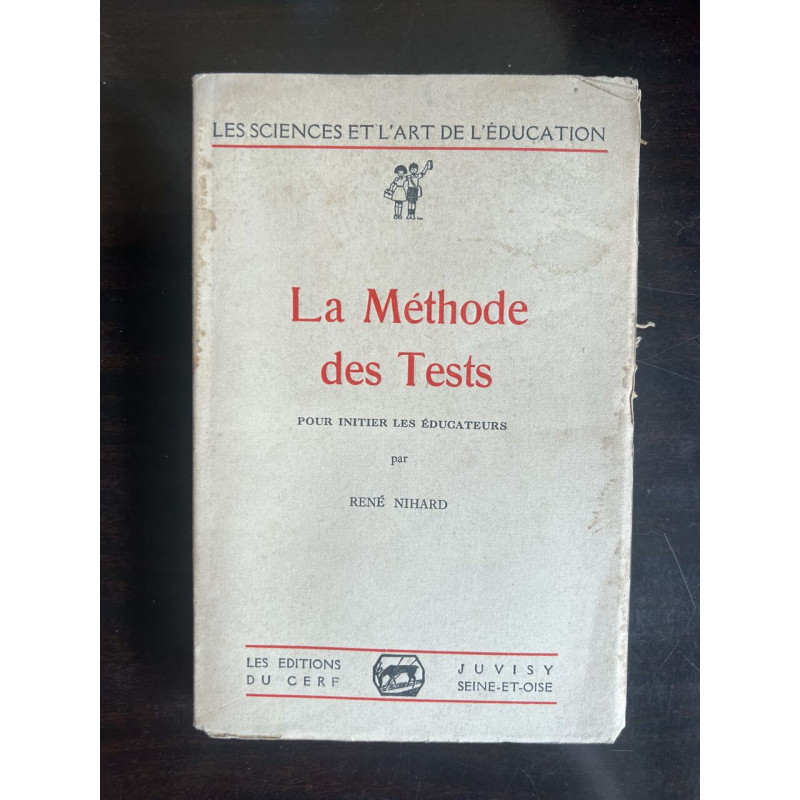 LES SCIENCES ET L'ART DE L'ÉDUCATION
La Méthode
des Tests
POUR INITIER LES ÉDUCATEURS
par
RENÉ NIHARD
LES EDITIONS
DU CERF
JUVISY
SEINE-ET-OISE